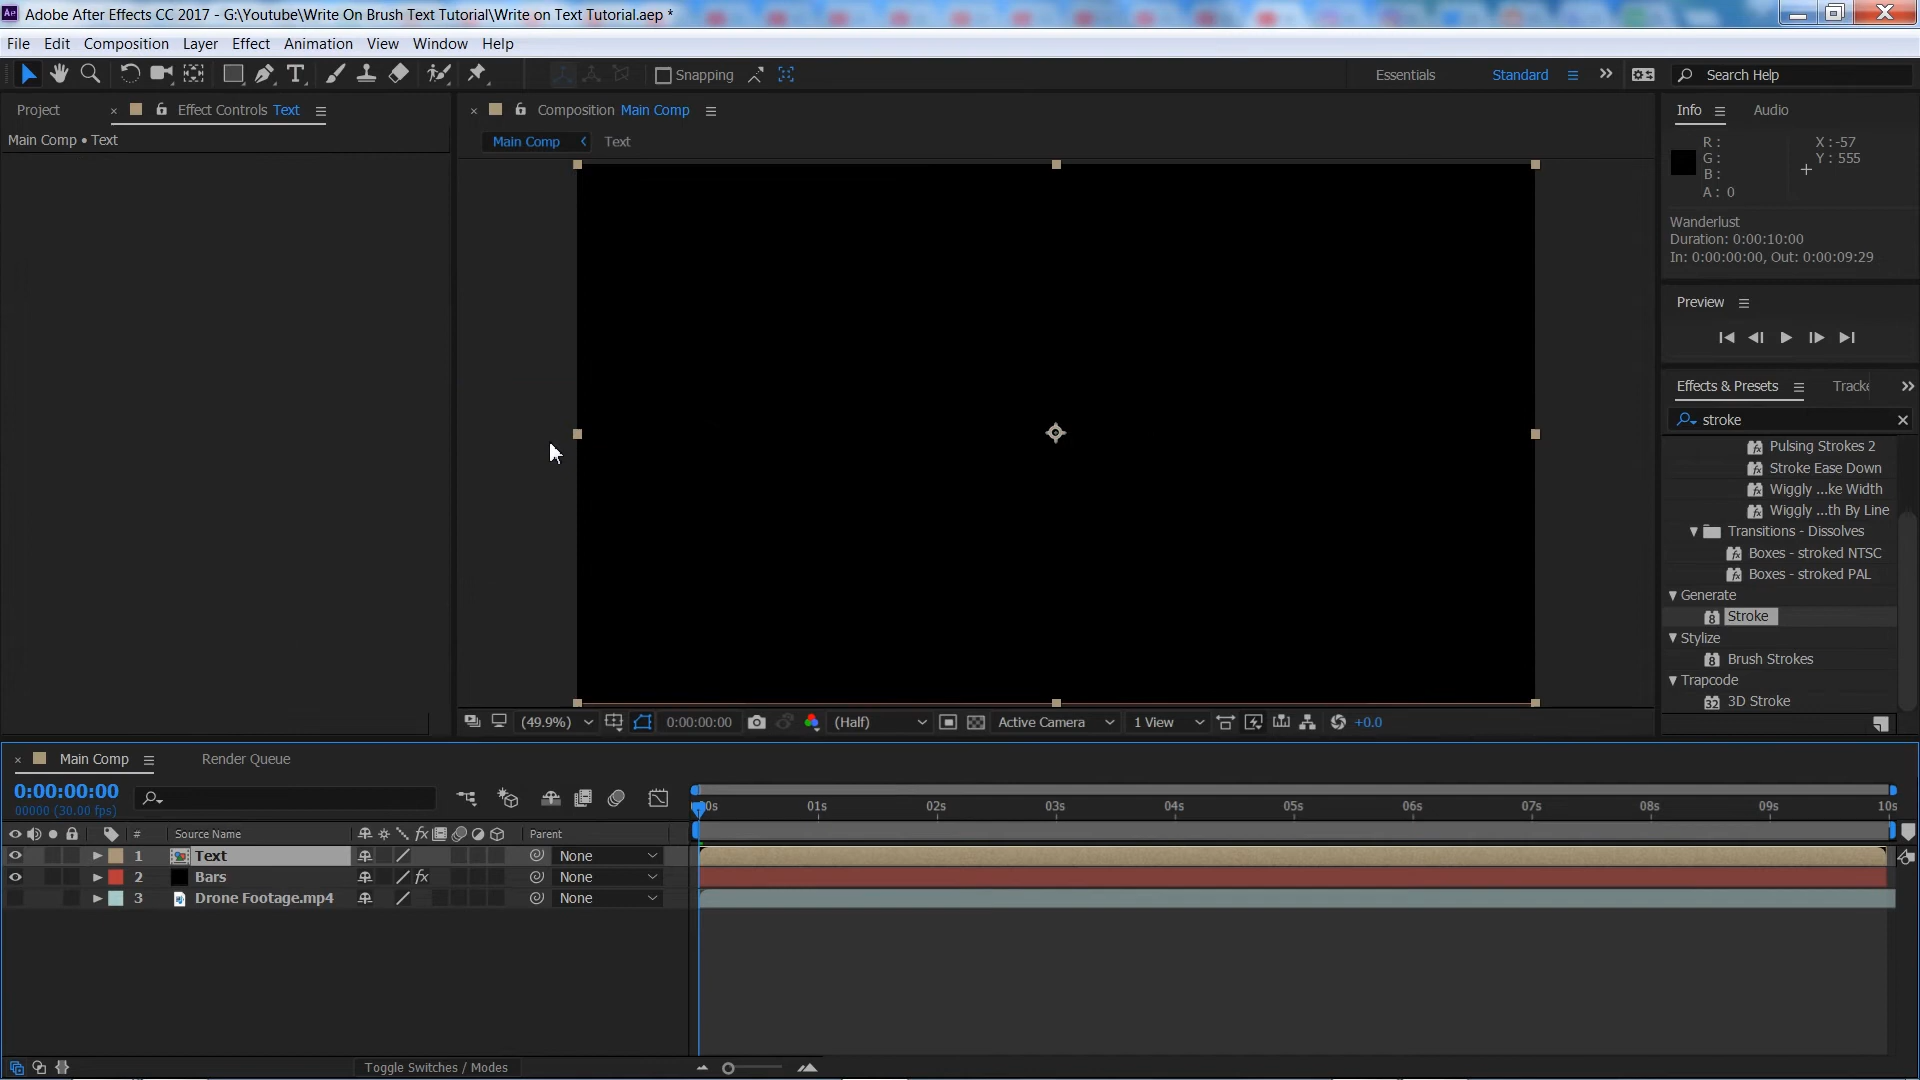 Adobe After Effects CC 2017 - G:\Youtube\Write On Brush Text Tutorial\Write on Text Tutorial.aep *
File Edit Composition Layer Effect Animation View Window Help
Snapping Essentials Standard Search Help
Project Effect Controls Text Composition Main Comp Info Audio
Main Comp • Text
Main Comp Text
R :
G :
B :
A : 0
X : -57
Y : 555
Wanderlust
Duration: 0:00:10:00
In: 0:00:00:00, Out: 0:00:09:29
Preview
Effects & Presets Tracke
stroke
Pulsing Strokes 2
Stroke Ease Down
Wiggly ...ke Width
Wiggly ...th By Line
Transitions - Dissolves
Boxes - stroked NTSC
Boxes - stroked PAL
Generate
Stroke
Stylize
Brush Strokes
Trapcode
3D Stroke
(49.9%) 0:00:00:00 (Half) Active Camera 1 View +0.0
Main Comp Render Queue
0:00:00:00
00000 (30.00 fps)
00s 01s 02s 03s 04s 05s 06s 07s 08s 09s 10s
# Source Name Parent
1 Text None
2 Bars fx None
3 Drone Footage.mp4 None
Toggle Switches / Modes